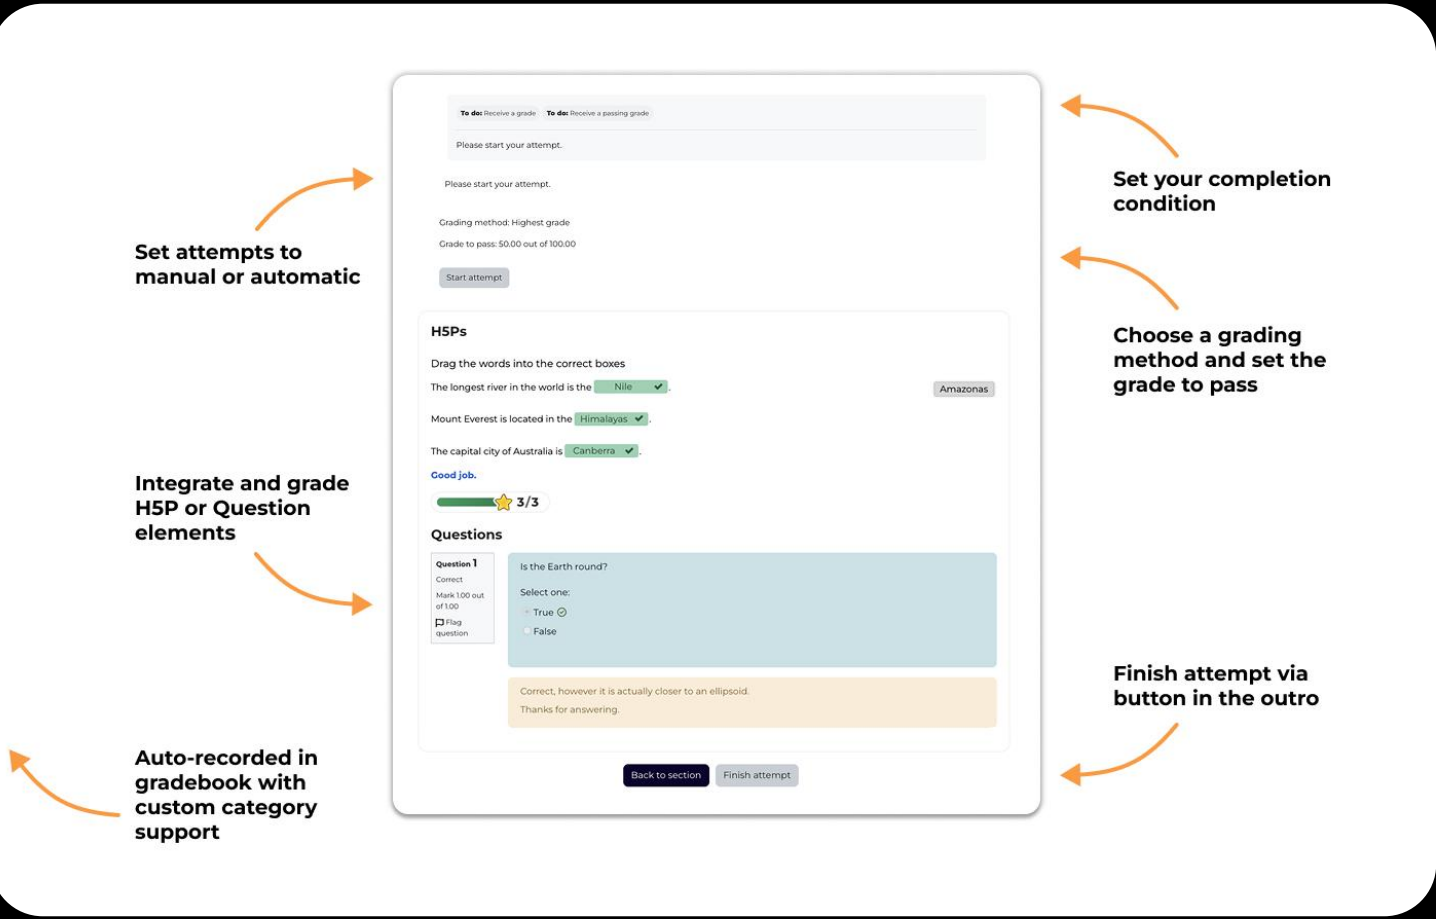 To do: Receive a grade To do: Receive a passing grade
Please start your attempt.
Please start your attempt.
Grading method: Highest grade
Grade to pass: 50.00 out of 100.00
Start attempt
H5Ps
Drag the words into the correct boxes
The longest river in the world is the Nile ✔.
Amazonas
Mount Everest is located in the Himalayas ✔.
The capital city of Australia is Canberra ✔.
Good job.
3/3
Questions
Question 1
Correct
Mark 1.00 out
of 1.00
Flag
question
Is the Earth round?
Select one:
True
False
Correct, however it is actually closer to an ellipsoid.
Thanks for answering.
Back to section
Finish attempt
Set attempts to
manual or automatic
Integrate and grade
H5P or Question
elements
Auto-recorded in
gradebook with
custom category
support
Set your completion
condition
Choose a grading
method and set the
grade to pass
Finish attempt via
button in the outro